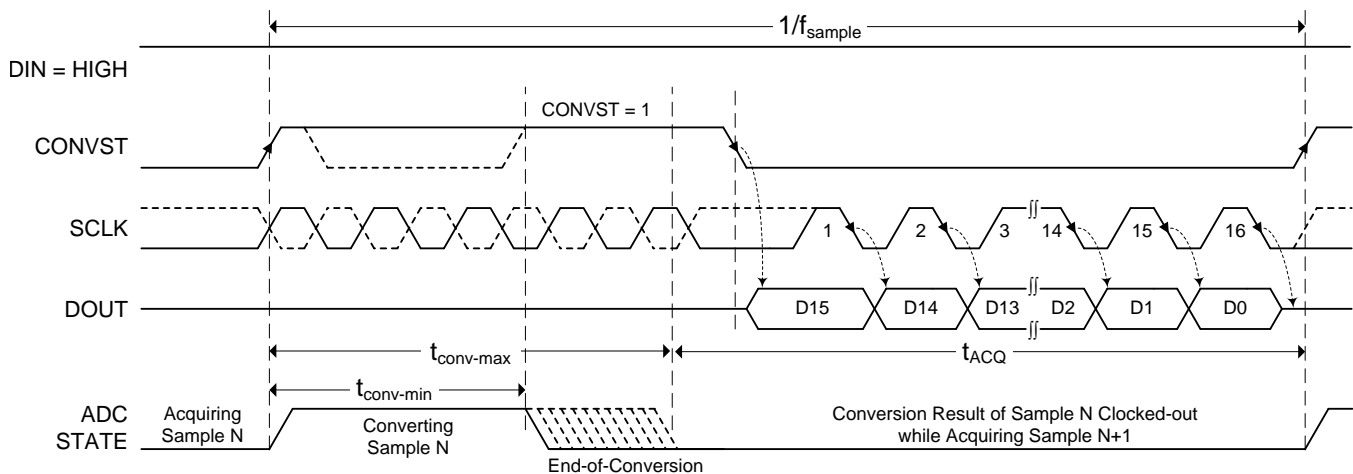 1/fsample
DIN = HIGH
CONVST = 1
CONVST
SCLK
1 2 3 14 15 16
DOUT
D15 D14 D13 D2 D1 D0
tconv-max
tACQ
tconv-min
ADC
STATE
Acquiring
Sample N
Converting
Sample N
End-of-Conversion
Conversion Result of Sample N Clocked-out
while Acquiring Sample N+1